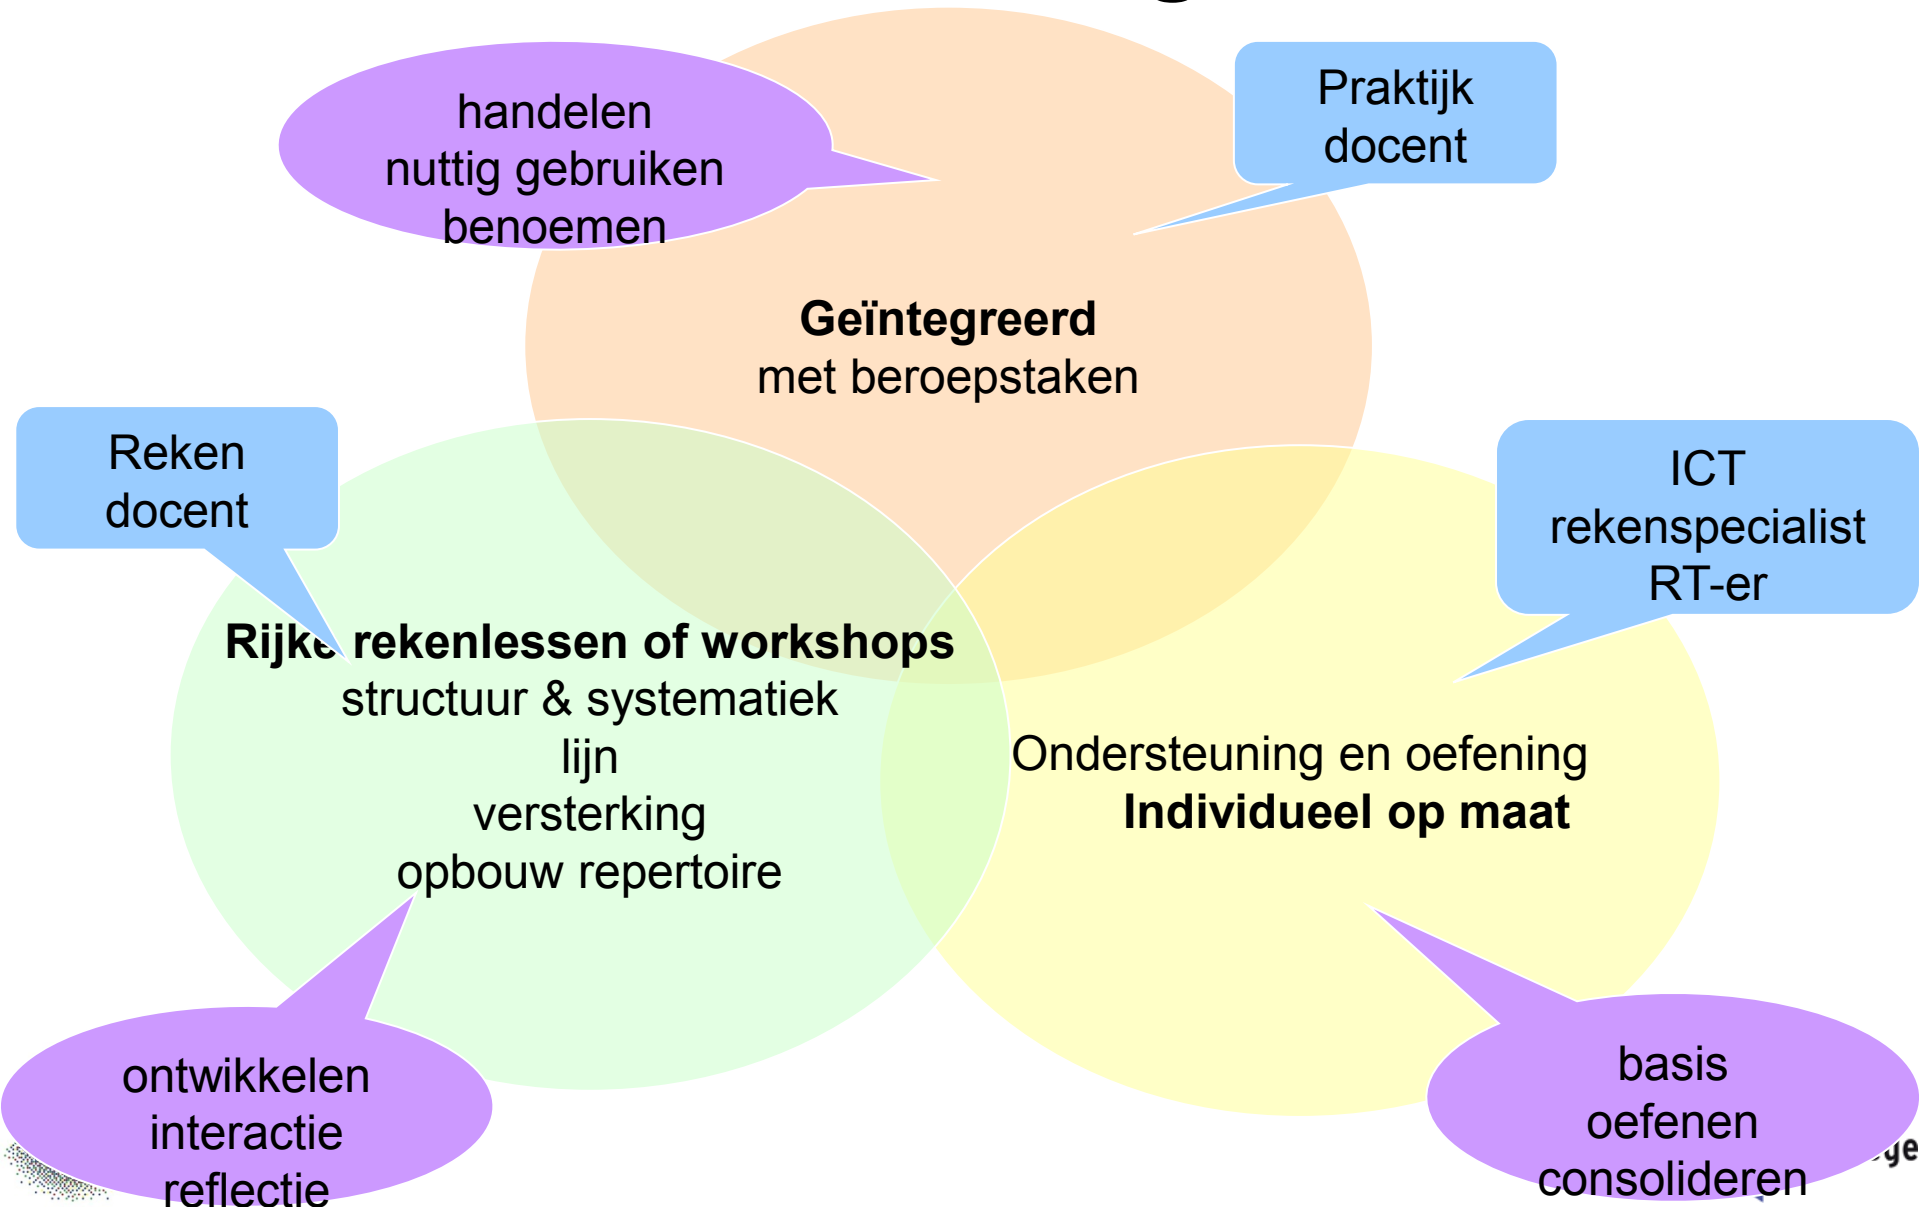 handelen
nuttig gebruiken
benoemen
Praktijk
docent
Geïntegreerd
met beroepstaken
Reken
docent
ICT
rekenspecialist
RT-er
Rijke rekenlessen of workshops
structuur & systematiek
lijn
versterking
opbouw repertoire
Ondersteuning en oefening
Individueel op maat
ontwikkelen
interactie
reflectie
basis
oefenen
consolideren